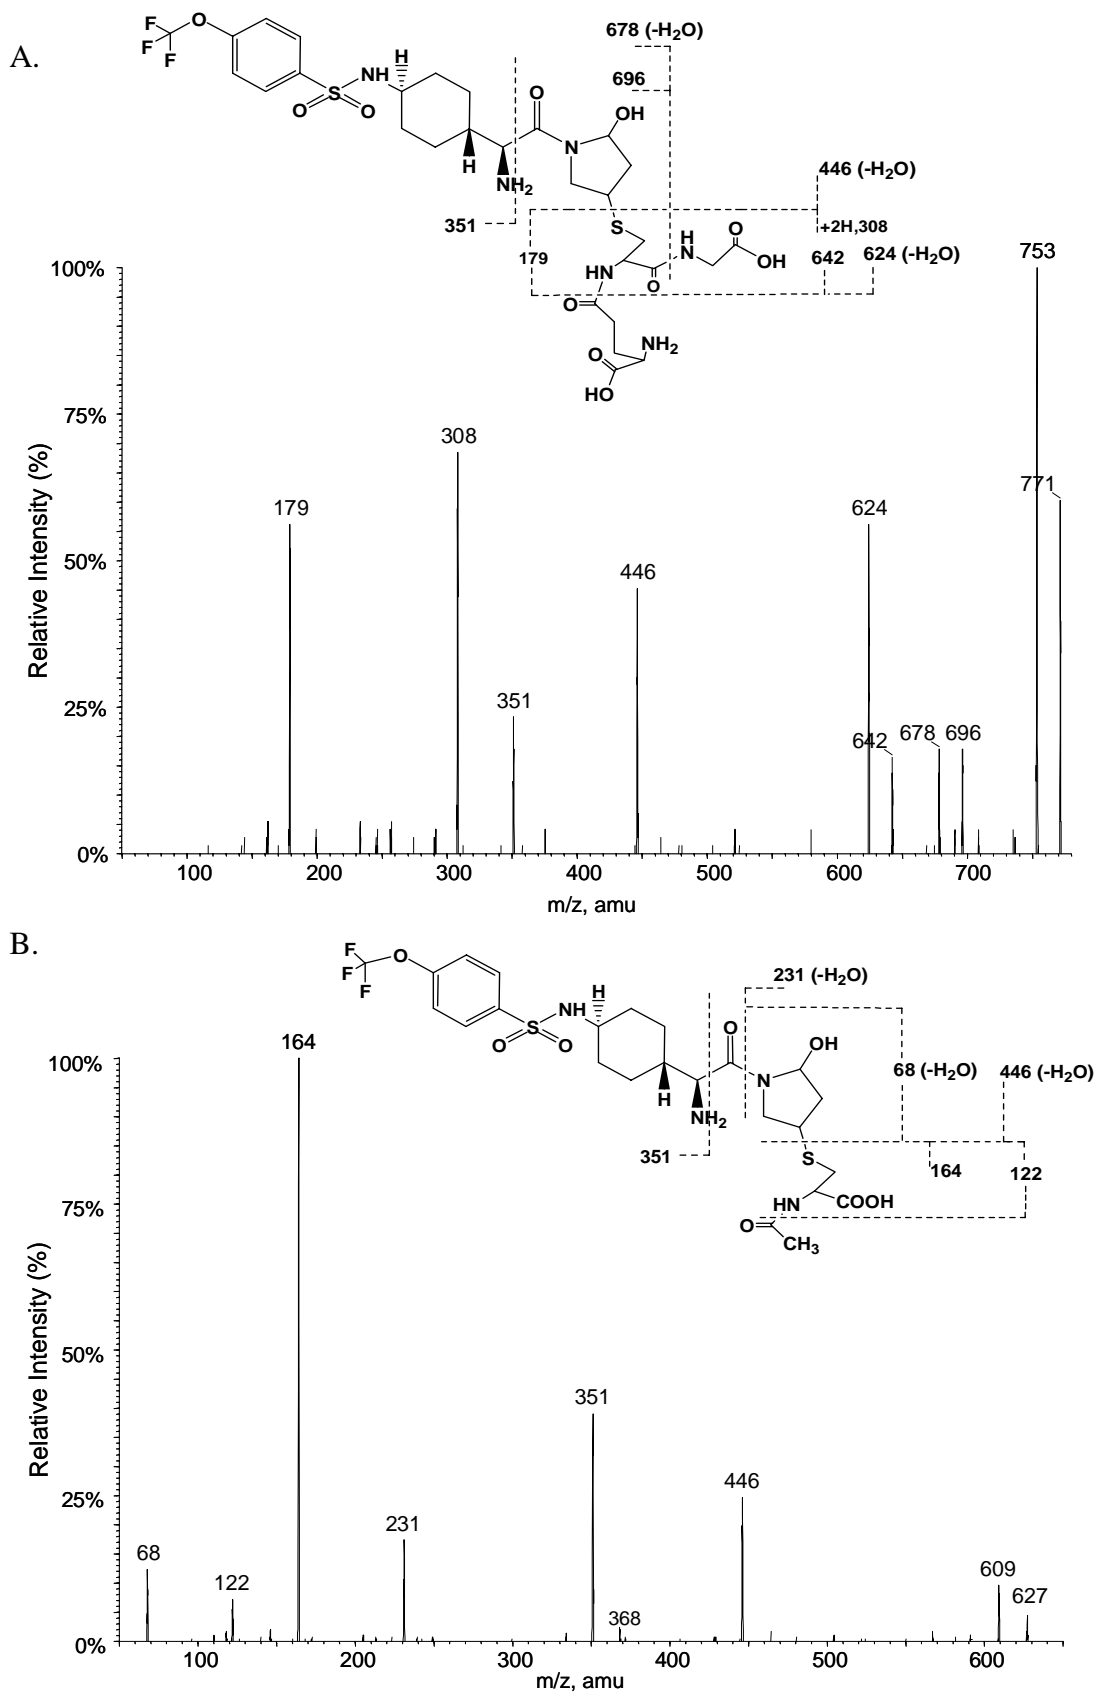 A.
F
F
F
O
S
O
O
NH
H
H
NH2
O
N
OH
678 (-H2O)
696
446 (-H2O)
+2H,308
351
179
642
624 (-H2O)
S
H
N
O
OH
HN
O
O
NH2
O
HO
753
771
100%
75%
50%
25%
0%
Relative Intensity (%)
179
308
351
446
624
642
678
696
100
200
300
400
500
600
700
m/z, amu
B.
F
F
F
O
S
O
O
NH
H
H
NH2
O
N
OH
231 (-H2O)
68 (-H2O)
446 (-H2O)
351
S
164
122
HN
COOH
O
CH3
100%
75%
50%
25%
0%
Relative Intensity (%)
68
122
164
231
351
368
446
609
627
100
200
300
400
500
600
m/z, amu